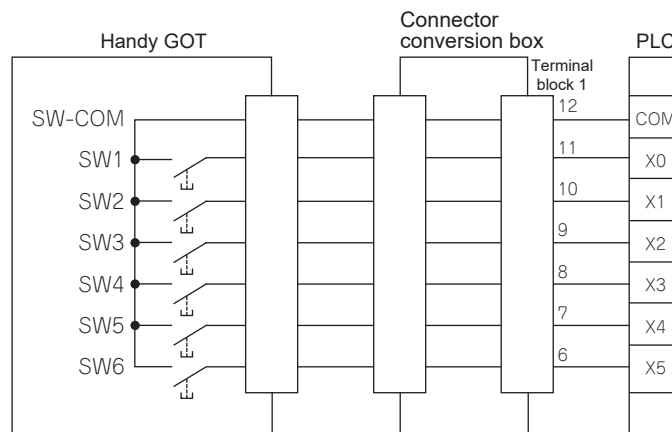 Handy GOT
Connector
conversion box
PLC
Terminal
block 1
SW-COM
12
COM
SW1
11
X0
SW2
10
X1
SW3
9
X2
SW4
8
X3
SW5
7
X4
SW6
6
X5